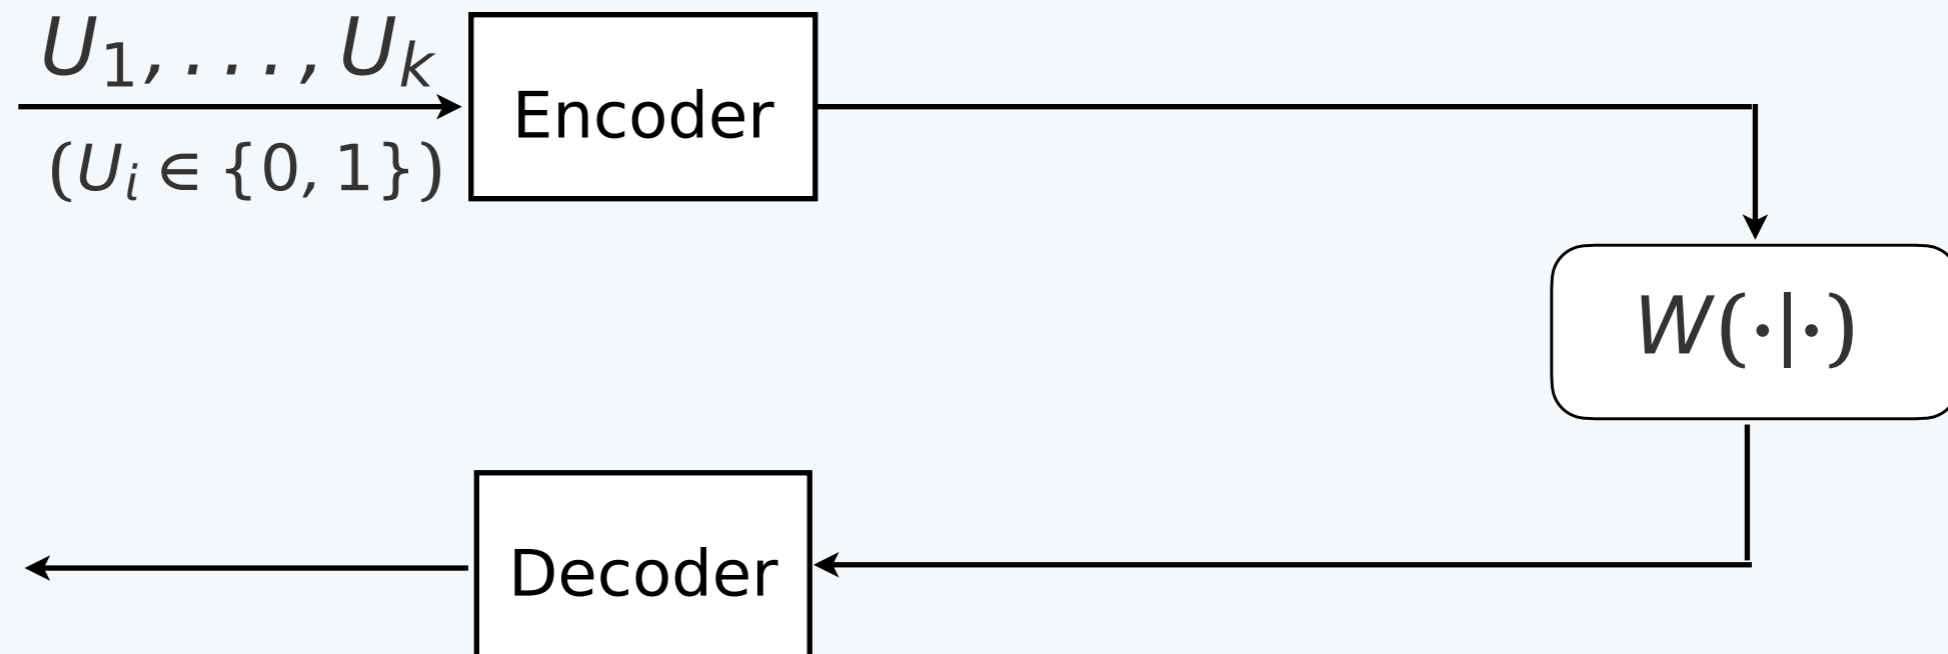 U₁, . . . , Uₖ
(Uᵢ ∈ {0, 1})
Encoder
W(·|·)
Decoder